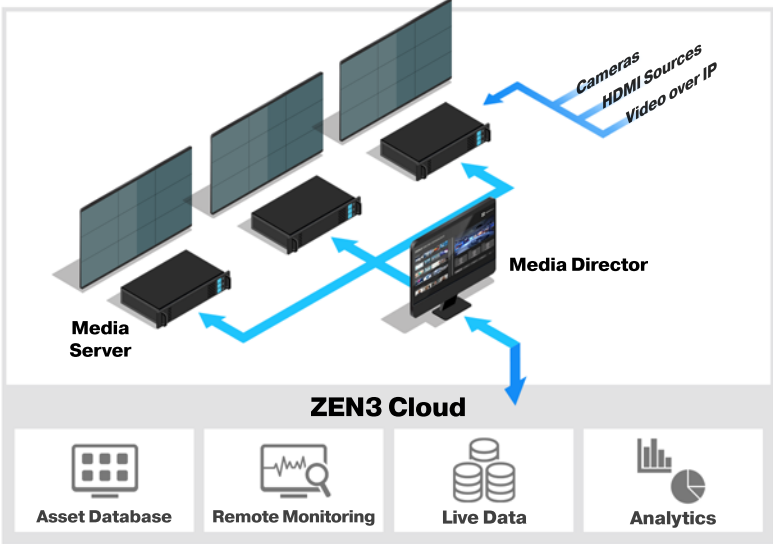 Cameras
HDMI Sources
Video over IP
Media Director
Media
Server
ZEN3 Cloud
Asset Database
Remote Monitoring
Live Data
Analytics